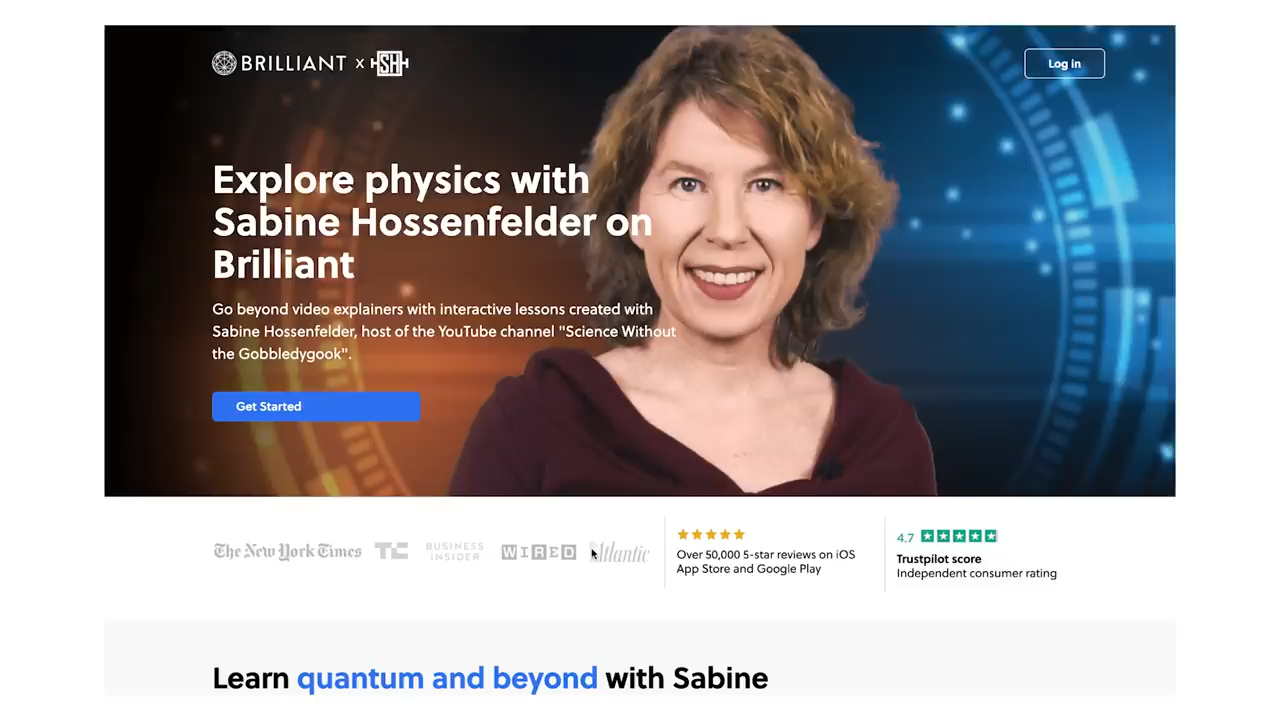 BRILLIANT x SH
Log in
Explore physics with
Sabine Hossenfelder on
Brilliant
Go beyond video explainers with interactive lessons created with
Sabine Hossenfelder, host of the YouTube channel "Science Without
the Gobbledygook".
Get Started
The New York Times TC BUSINESS INSIDER WIRED Atlantic
Over 50,000 5-star reviews on iOS
App Store and Google Play
4.7
Trustpilot score
Independent consumer rating
Learn quantum and beyond with Sabine